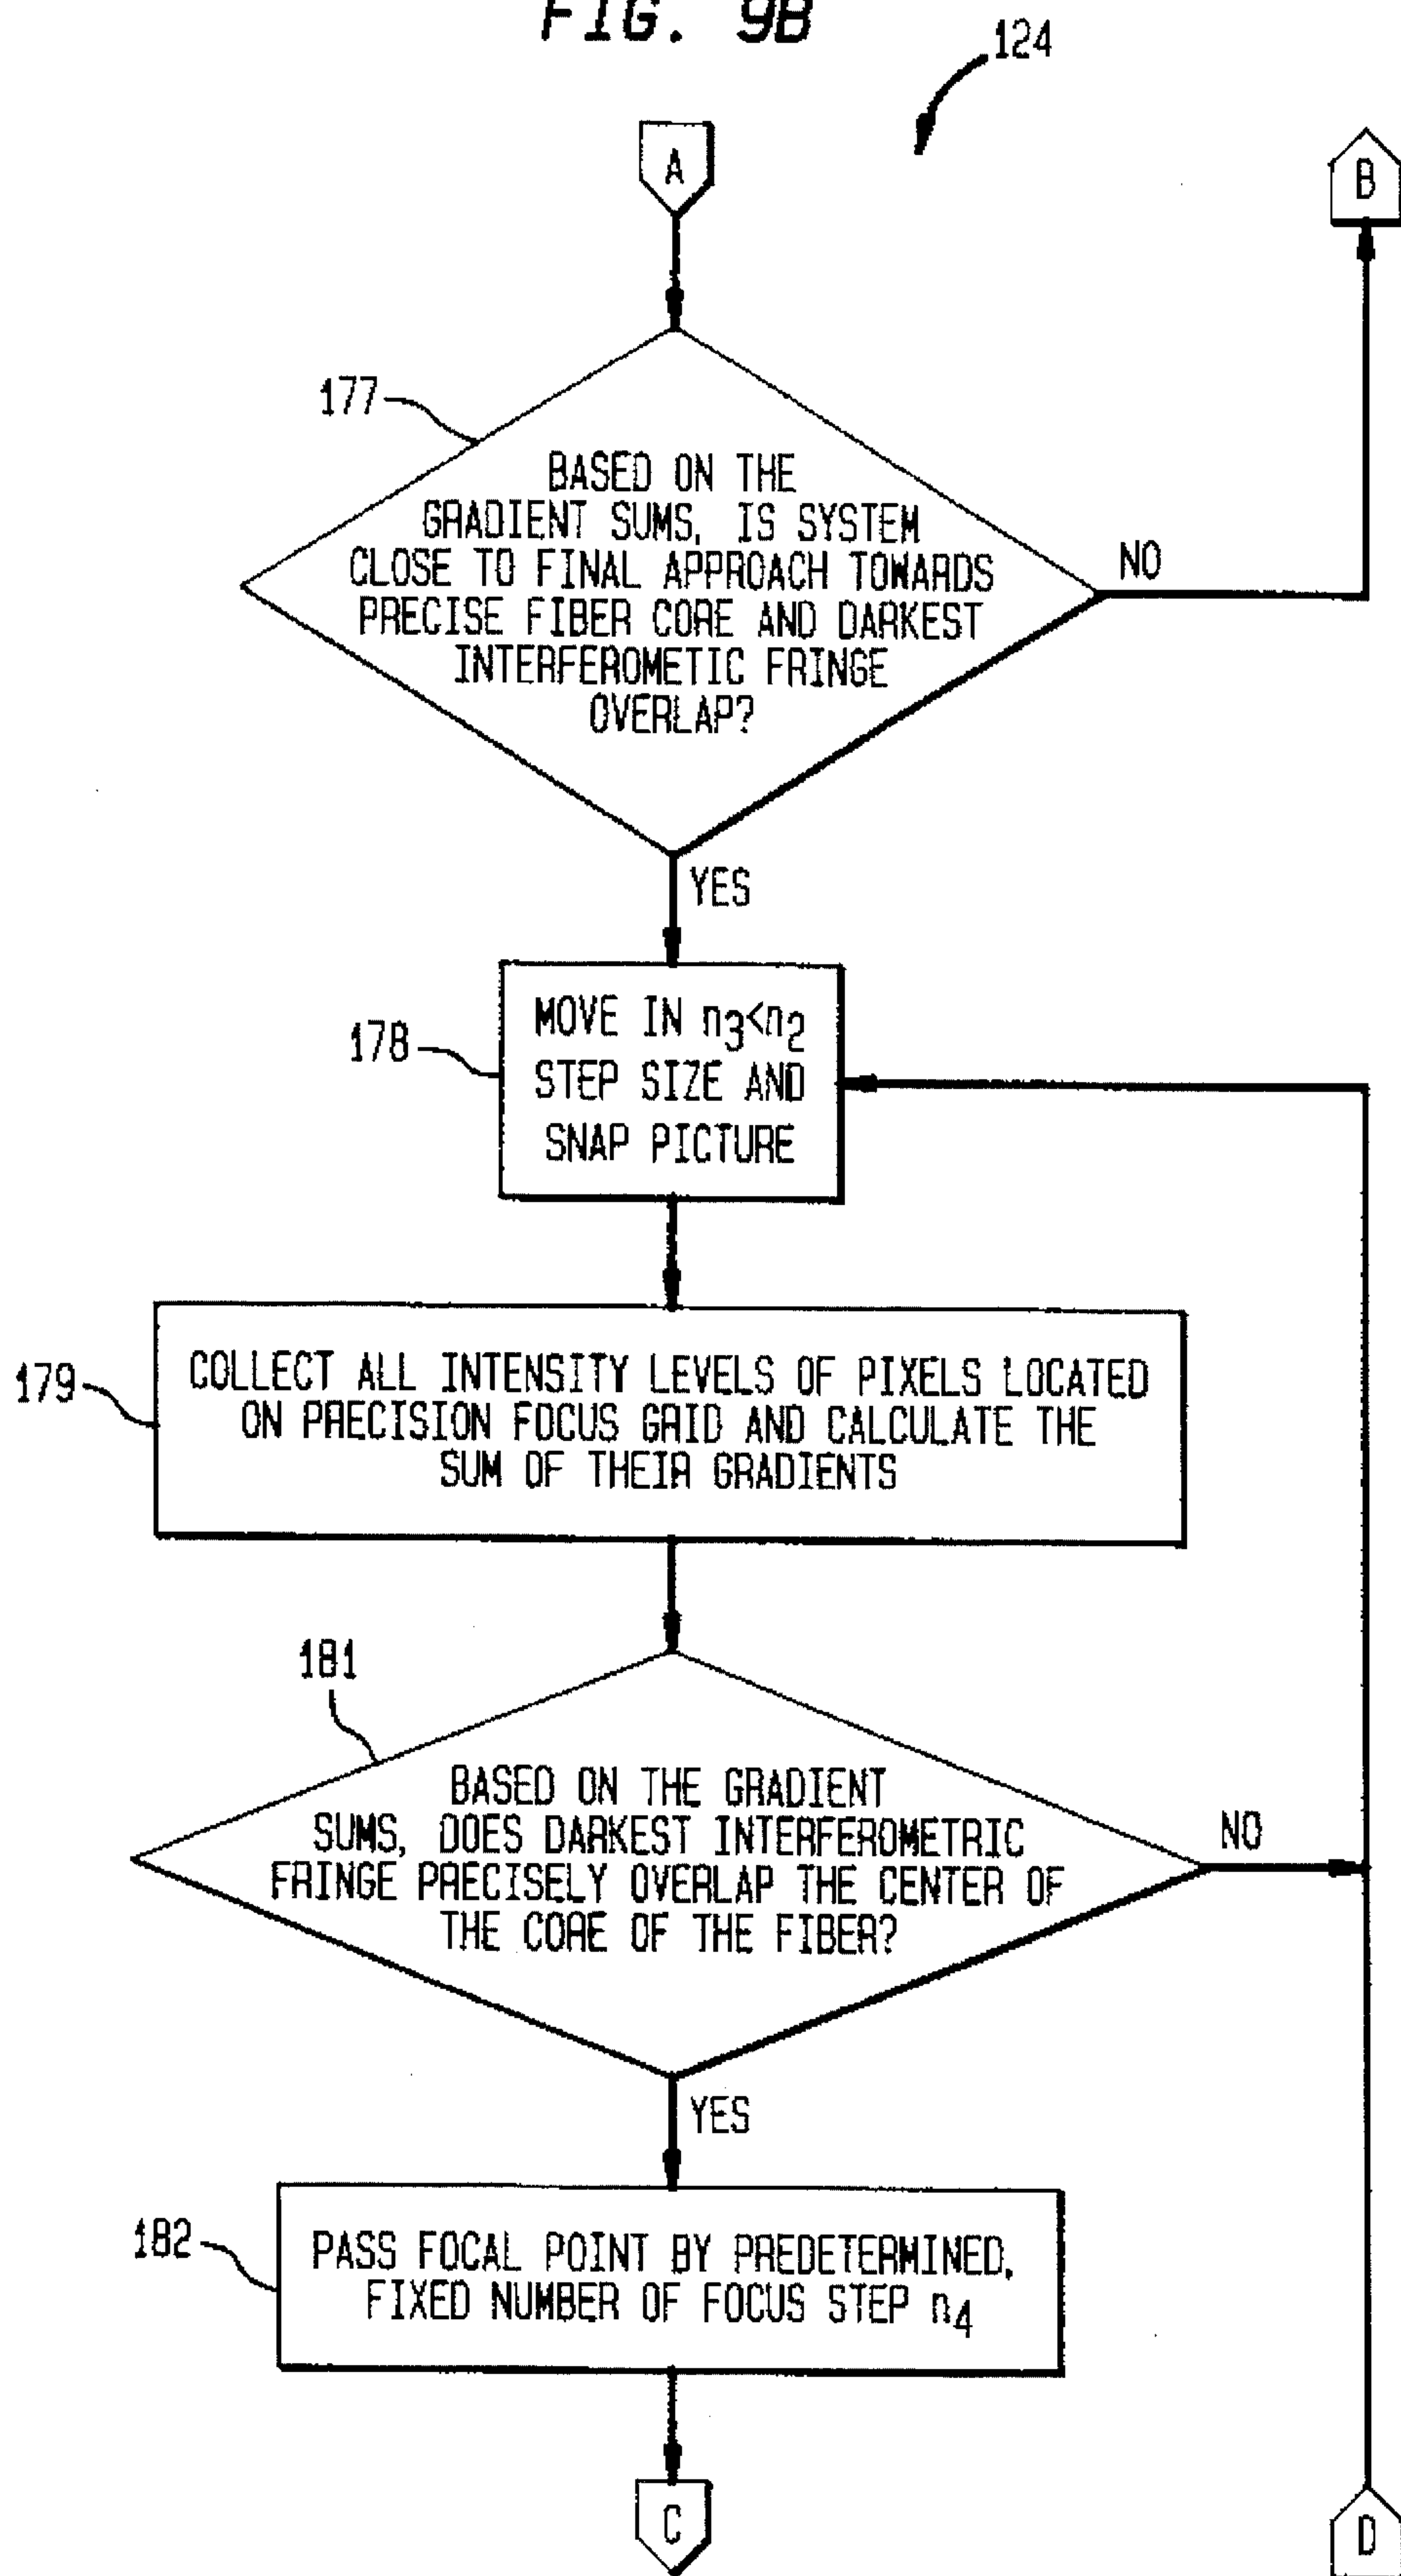 FIG. 9B
124
A
B
177
BASED ON THE
GRADIENT SUMS, IS SYSTEM
CLOSE TO FINAL APPROACH TOWARDS
PRECISE FIBER CORE AND DARKEST
INTERFEROMETIC FRINGE
OVERLAP?
NO
YES
178
MOVE IN n3<n2
STEP SIZE AND
SNAP PICTURE
179
COLLECT ALL INTENSITY LEVELS OF PIXELS LOCATED
ON PRECISION FOCUS GRID AND CALCULATE THE
SUM OF THEIR GRADIENTS
181
BASED ON THE GRADIENT
SUMS, DOES DARKEST INTERFEROMETRIC
FRINGE PRECISELY OVERLAP THE CENTER OF
THE CORE OF THE FIBER?
NO
YES
182
PASS FOCAL POINT BY PREDETERMINED,
FIXED NUMBER OF FOCUS STEP n4
C
D